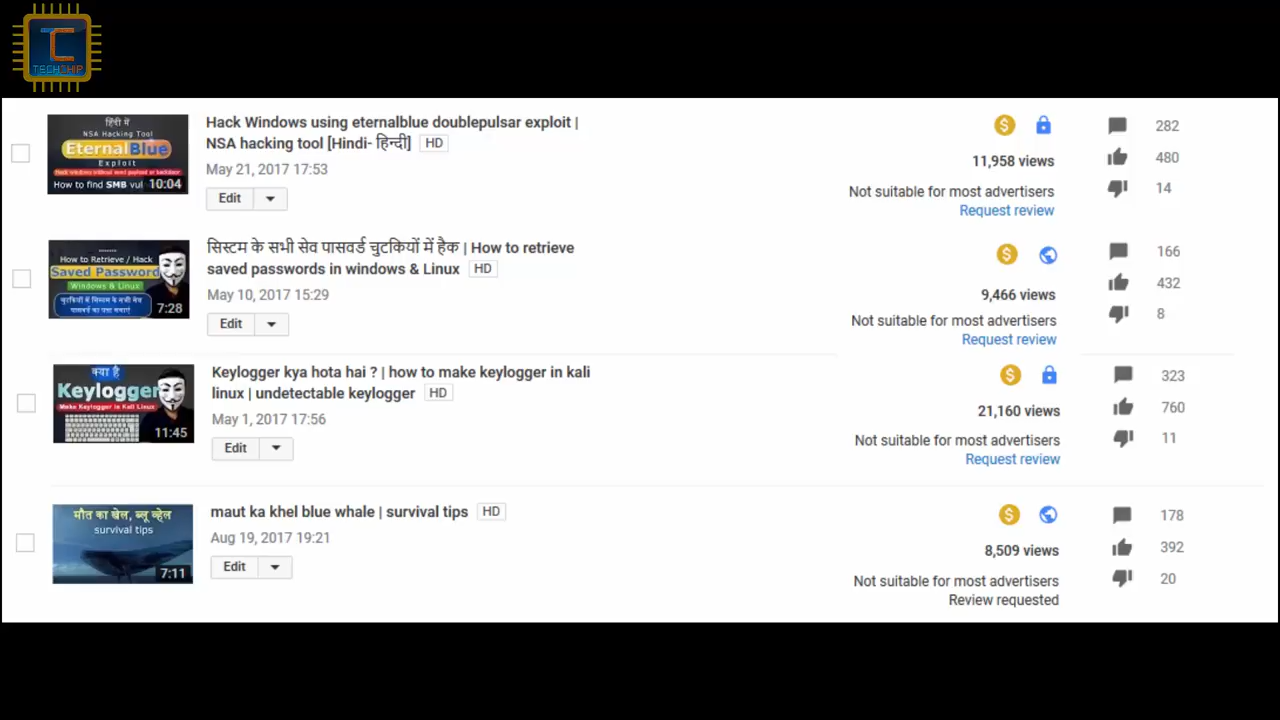 TC
TECHCHIP
हिंदी में
NSA Hacking Tool
EternalBlue
Exploit
Hack windows without send payload or backdoor
How to find SMB vul
10:04
Hack Windows using eternalblue doublepulsar exploit |
NSA hacking tool [Hindi- हिन्दी] HD
May 21, 2017 17:53
Edit
11,958 views
Not suitable for most advertisers
Request review
282
480
14
How to Retrieve / Hack
Saved Password
Windows & Linux
चुटकियों में सिस्टम के सभी सेव
पासवर्ड का पता लगाएं
7:28
सिस्टम के सभी सेव पासवर्ड चुटकियों में हैक | How to retrieve
saved passwords in windows & Linux HD
May 10, 2017 15:29
Edit
9,466 views
Not suitable for most advertisers
Request review
166
432
8
क्या है
Keylogger
Make Keylogger in Kali Linux
11:45
Keylogger kya hota hai ? | how to make keylogger in kali
linux | undetectable keylogger HD
May 1, 2017 17:56
Edit
21,160 views
Not suitable for most advertisers
Request review
323
760
11
मौत का खेल, ब्लू व्हेल
survival tips
7:11
maut ka khel blue whale | survival tips HD
Aug 19, 2017 19:21
Edit
8,509 views
Not suitable for most advertisers
Review requested
178
392
20